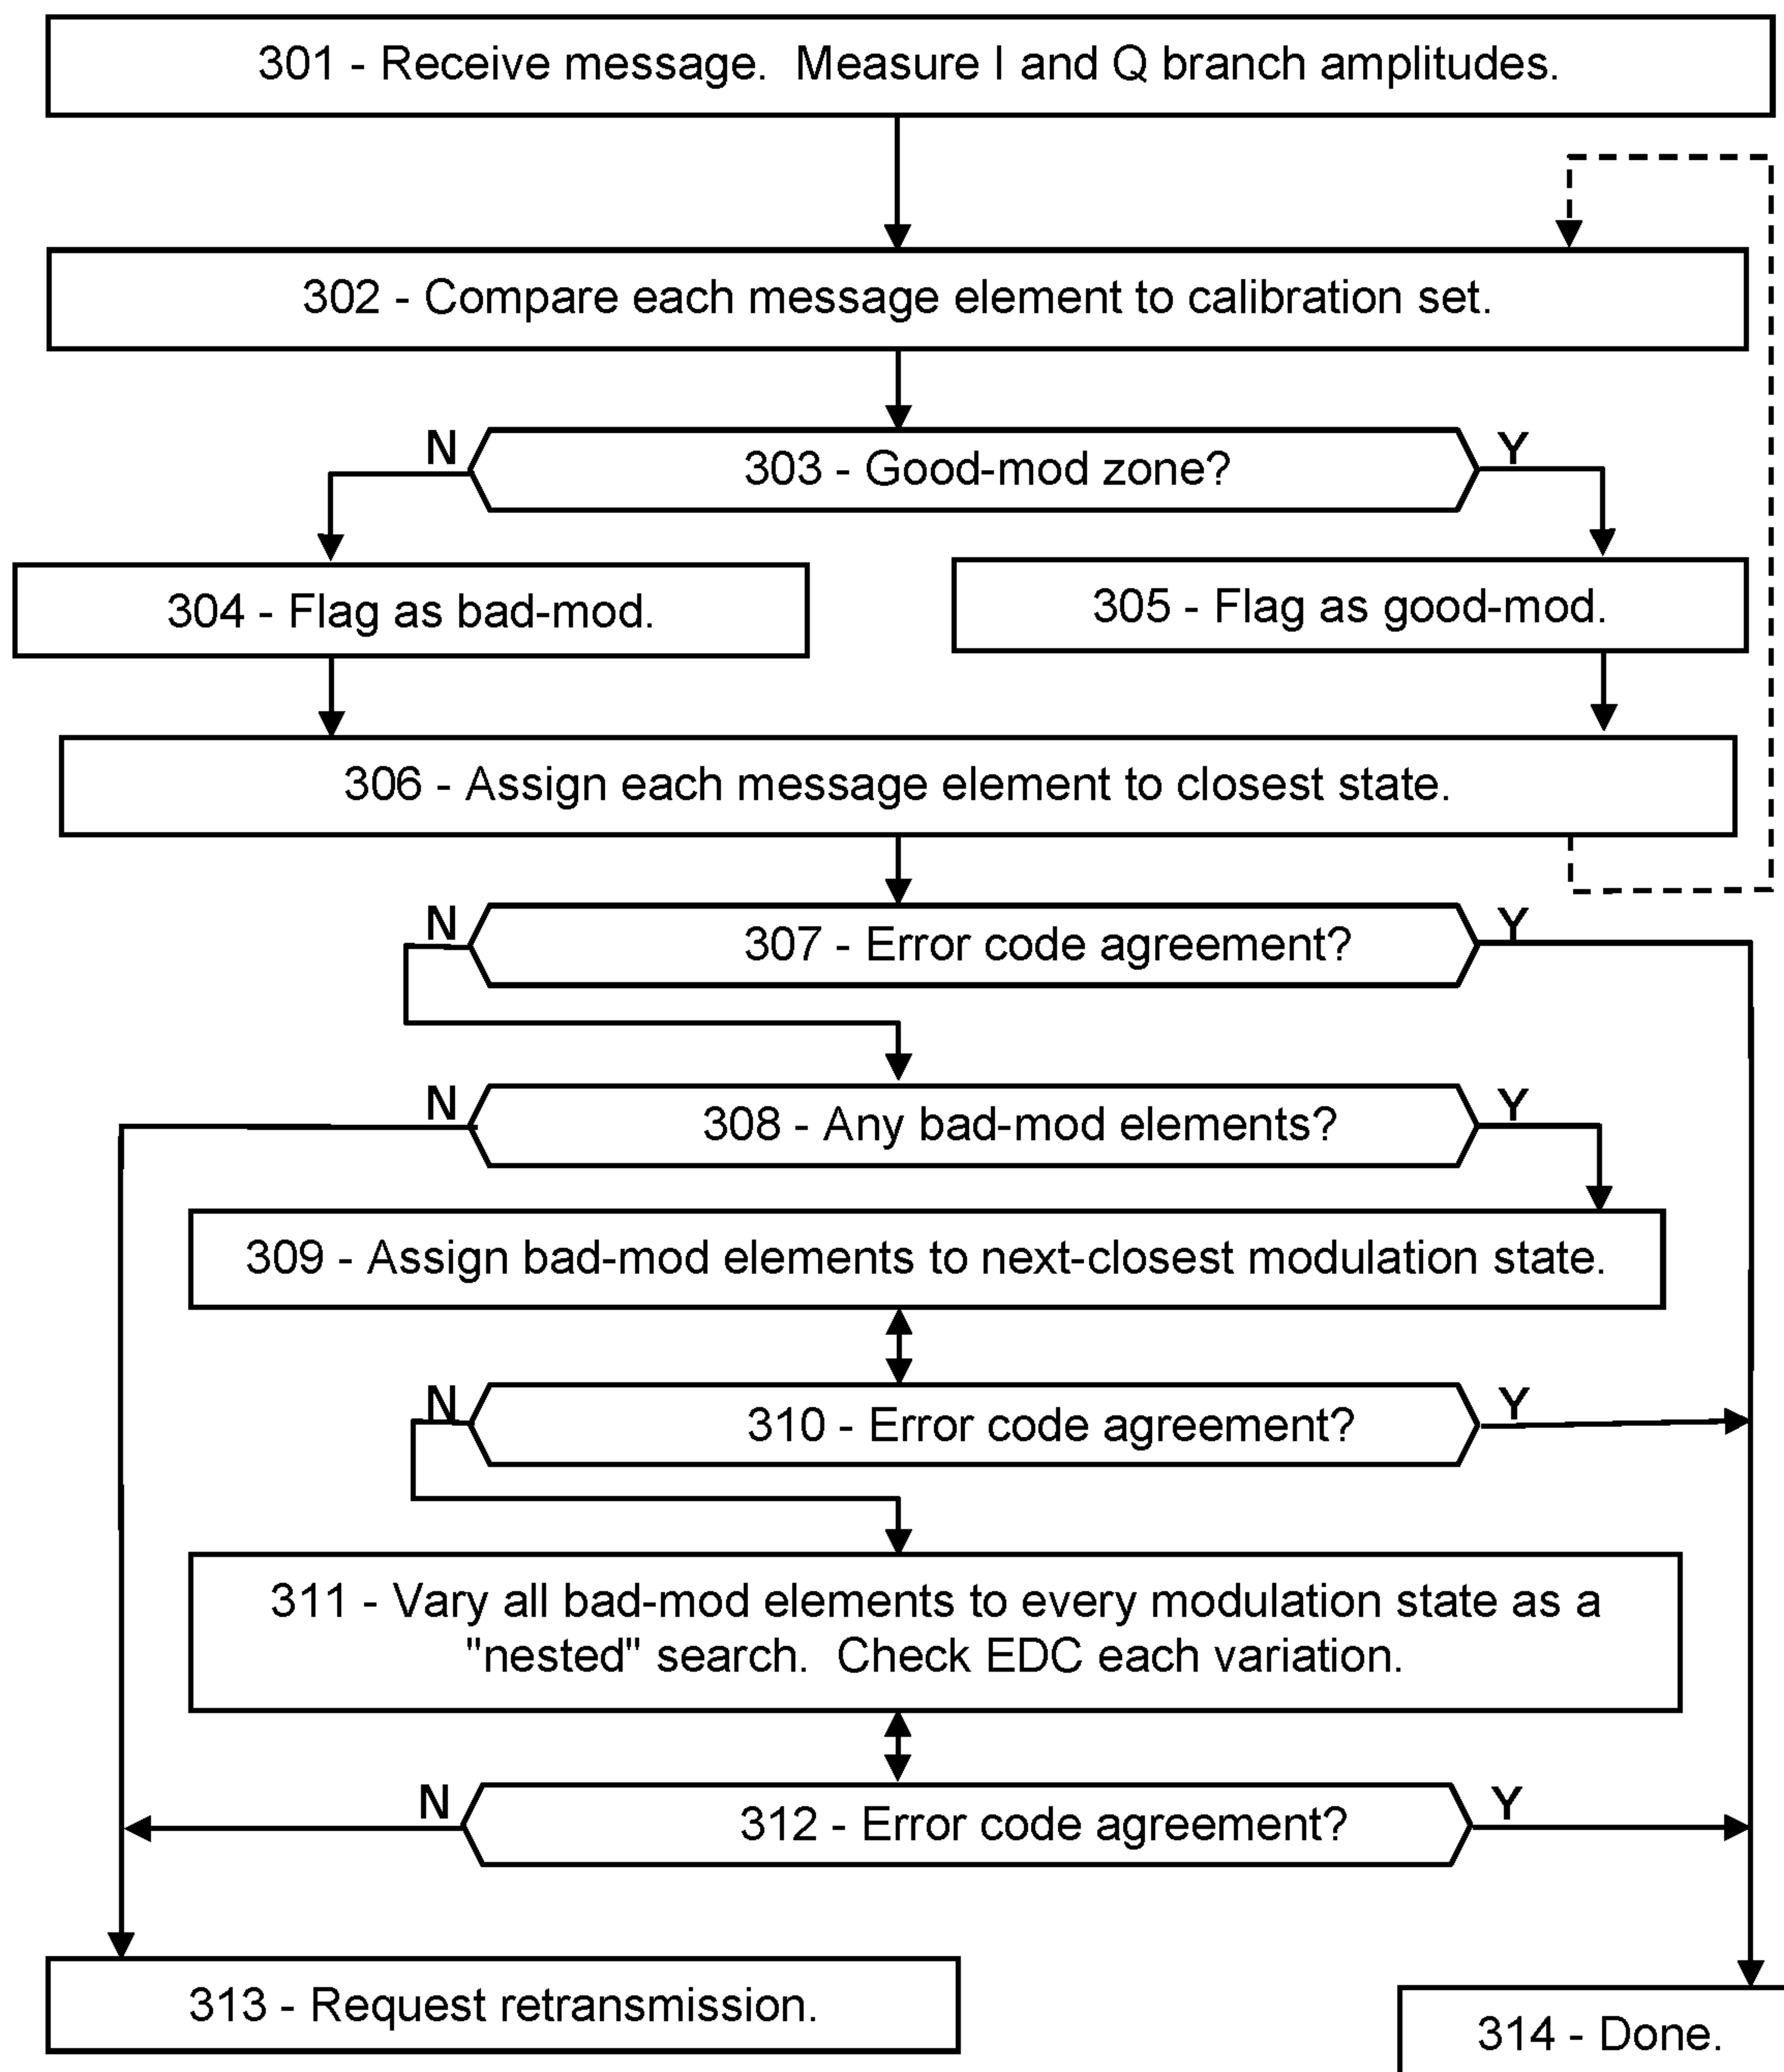 301 - Receive message.  Measure I and Q branch amplitudes.
302 - Compare each message element to calibration set.
N
303 - Good-mod zone?
Y
304 - Flag as bad-mod.
305 - Flag as good-mod.
306 - Assign each message element to closest state.
N
307 - Error code agreement?
Y
N
308 - Any bad-mod elements?
Y
309 - Assign bad-mod elements to next-closest modulation state.
N
310 - Error code agreement?
Y
311 - Vary all bad-mod elements to every modulation state as a
"nested" search.  Check EDC each variation.
N
312 - Error code agreement?
Y
313 - Request retransmission.
314 - Done.